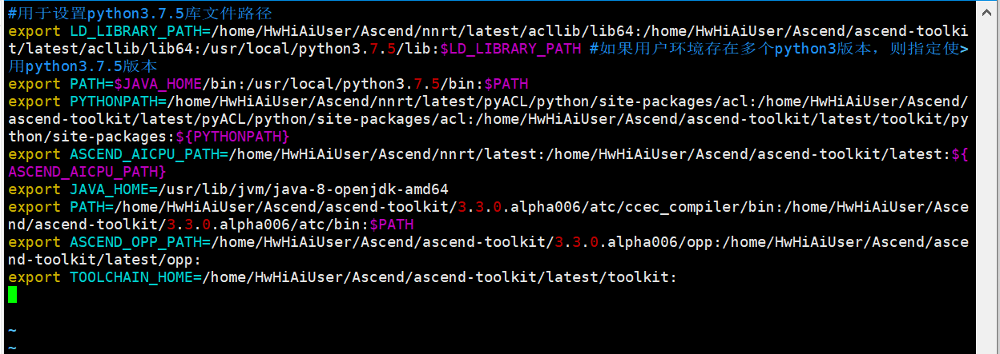 #用于设置python3.7.5库文件路径
export LD_LIBRARY_PATH=/home/HwHiAiUser/Ascend/nnrt/latest/acllib/lib64:/home/HwHiAiUser/Ascend/ascend-toolki
t/latest/acllib/lib64:/usr/local/python3.7.5/lib:$LD_LIBRARY_PATH #如果用户环境存在多个python3版本，则指定使>
用python3.7.5版本
export PATH=$JAVA_HOME/bin:/usr/local/python3.7.5/bin:$PATH
export PYTHONPATH=/home/HwHiAiUser/Ascend/nnrt/latest/pyACL/python/site-packages/acl:/home/HwHiAiUser/Ascend/
ascend-toolkit/latest/pyACL/python/site-packages/acl:/home/HwHiAiUser/Ascend/ascend-toolkit/latest/toolkit/py
thon/site-packages:${PYTHONPATH}
export ASCEND_AICPU_PATH=/home/HwHiAiUser/Ascend/nnrt/latest:/home/HwHiAiUser/Ascend/ascend-toolkit/latest:${
ASCEND_AICPU_PATH}
export JAVA_HOME=/usr/lib/jvm/java-8-openjdk-amd64
export PATH=/home/HwHiAiUser/Ascend/ascend-toolkit/3.3.0.alpha006/atc/ccec_compiler/bin:/home/HwHiAiUser/Asce
nd/ascend-toolkit/3.3.0.alpha006/atc/bin:$PATH
export ASCEND_OPP_PATH=/home/HwHiAiUser/Ascend/ascend-toolkit/3.3.0.alpha006/opp:/home/HwHiAiUser/Ascend/asce
nd-toolkit/latest/opp:
export TOOLCHAIN_HOME=/home/HwHiAiUser/Ascend/ascend-toolkit/latest/toolkit:
~
~